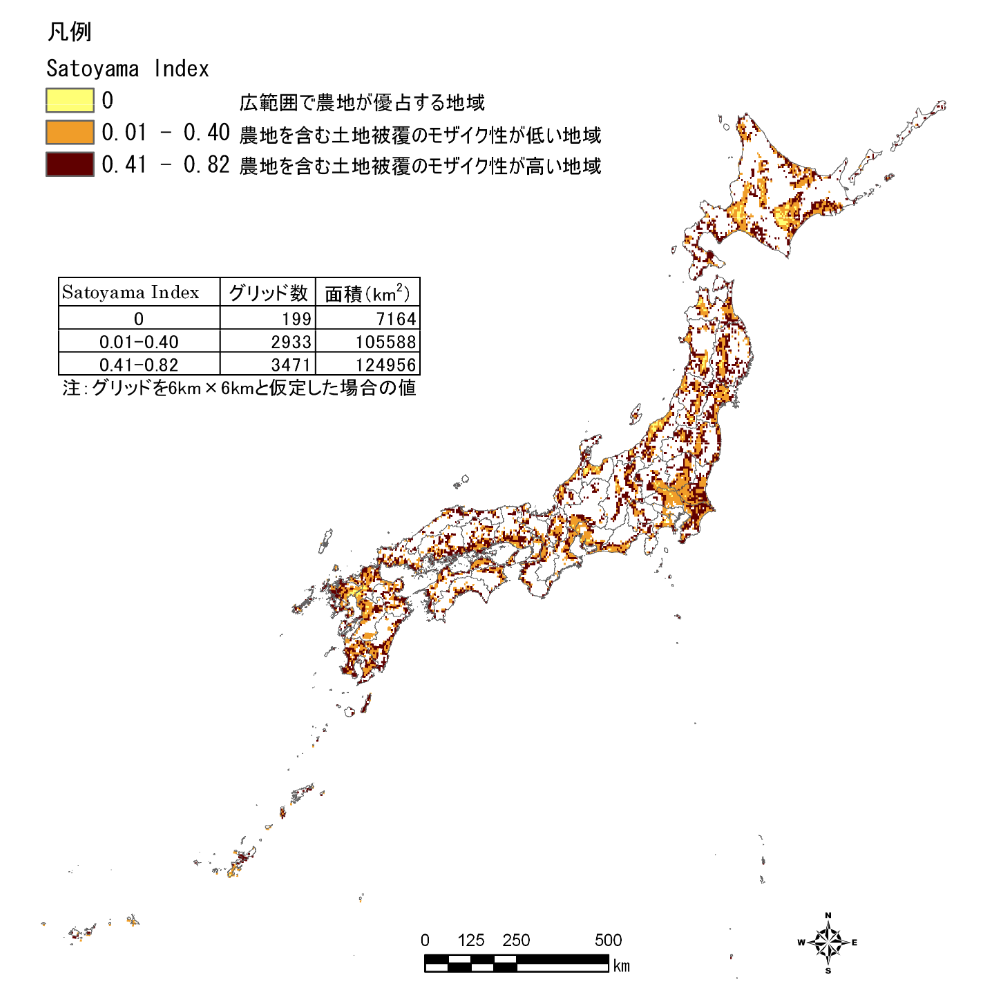 凡例
Satoyama Index
0 広範囲で農地が優占する地域
0.01 - 0.40 農地を含む土地被覆のモザイク性が低い地域
0.41 - 0.82 農地を含む土地被覆のモザイク性が高い地域
Satoyama Index グリッド数 面積(km2)
0 199 7164
0.01-0.40 2933 105588
0.41-0.82 3471 124956
注:グリッドを6km×6kmと仮定した場合の値
0 125 250 500
km
N
W E
S